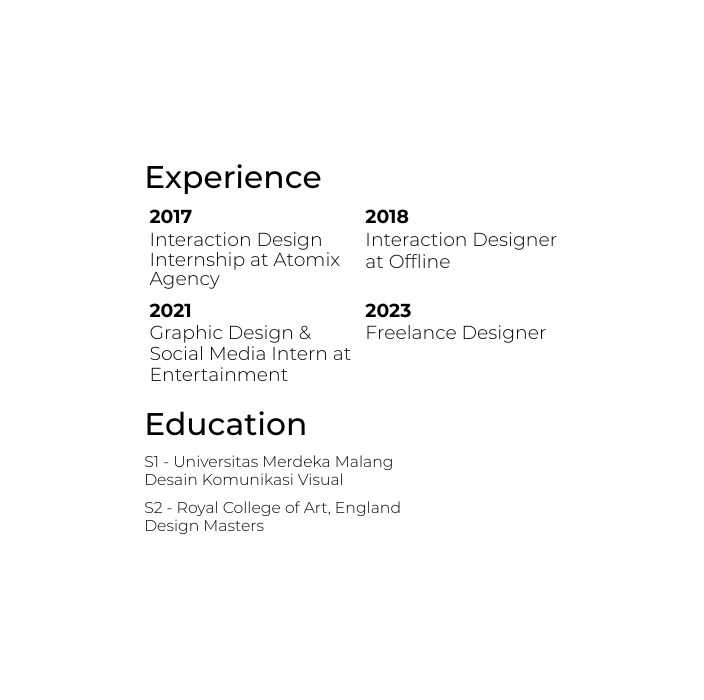 Experience
2017
Interaction Design
Internship at Atomix
Agency
2018
Interaction Designer
at Offline
2021
Graphic Design &
Social Media Intern at
Entertainment
2023
Freelance Designer
Education
S1 - Universitas Merdeka Malang
Desain Komunikasi Visual
S2 - Royal College of Art, England
Design Masters